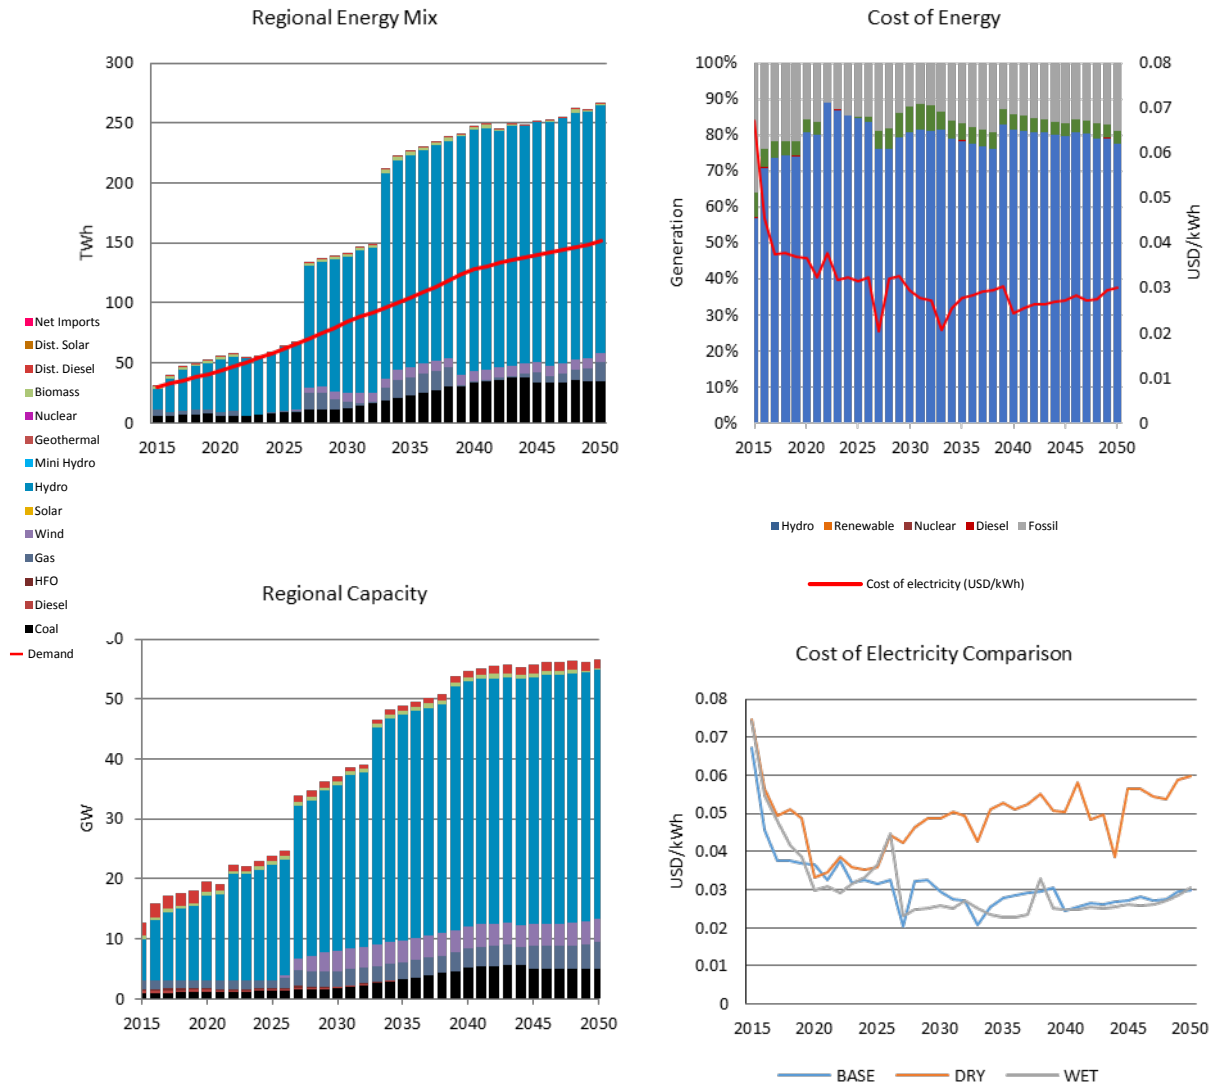 Regional Energy Mix
300
250
200
150
100
50
0
TWh
2015 2020 2025 2030 2035 2040 2045 2050
Net Imports
Dist. Solar
Dist. Diesel
Biomass
Nuclear
Geothermal
Mini Hydro
Hydro
Solar
Wind
Gas
HFO
Diesel
Coal
Demand
Cost of Energy
100%
90%
80%
70%
60%
50%
40%
30%
20%
10%
0%
Generation
0.08
0.07
0.06
0.05
0.04
0.03
0.02
0.01
0
USD/kWh
2015 2020 2025 2030 2035 2040 2045 2050
Hydro Renewable Nuclear Diesel Fossil
Cost of electricity (USD/kWh)
Regional Capacity
50
40
30
20
10
0
GW
2015 2020 2025 2030 2035 2040 2045 2050
Cost of Electricity Comparison
0.08
0.07
0.06
0.05
0.04
0.03
0.02
0.01
0
USD/kWh
2015 2020 2025 2030 2035 2040 2045 2050
BASE DRY WET